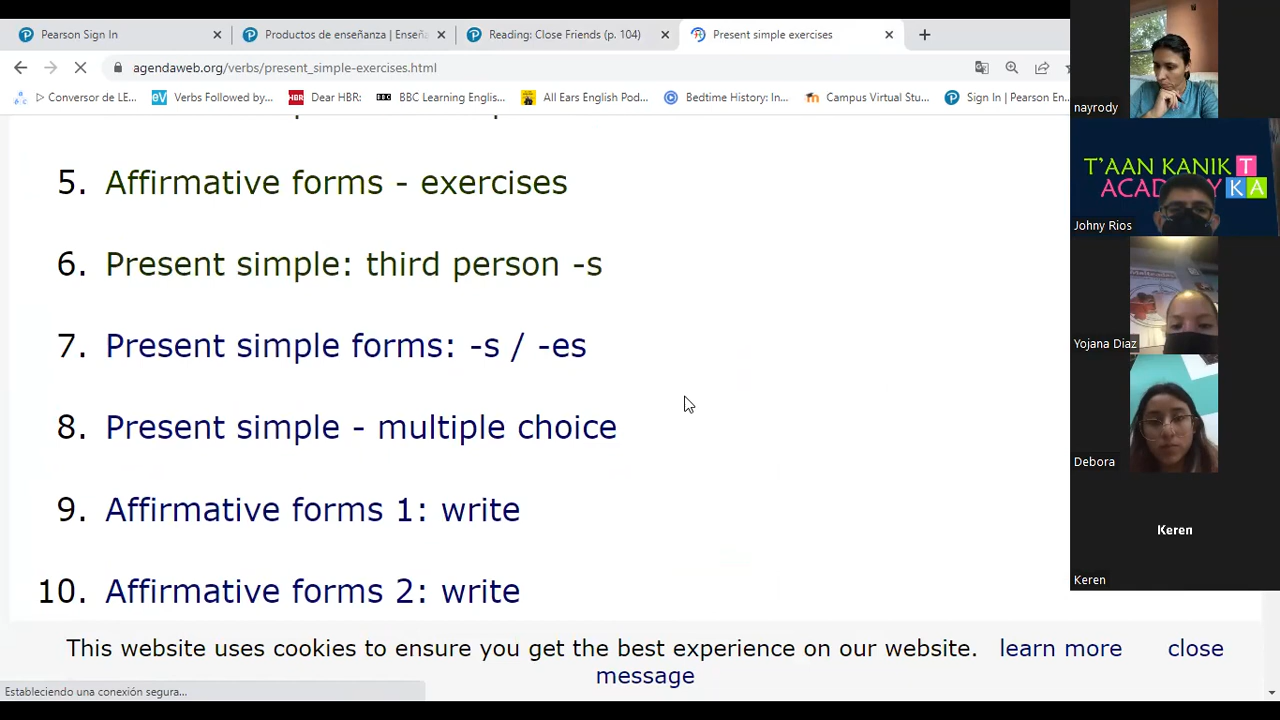 Pearson Sign In
Productos de enseñanza | Enseñ
Reading: Close Friends (p. 104)
Present simple exercises
agendaweb.org/verbs/present_simple-exercises.html
Conversor de LE...
Verbs Followed by...
Dear HBR:
BBC Learning Englis...
All Ears English Pod...
Bedtime History: In...
Campus Virtual Stu...
Sign In | Pearson En...
5. Affirmative forms - exercises
6. Present simple: third person -s
7. Present simple forms: -s / -es
8. Present simple - multiple choice
9. Affirmative forms 1: write
10. Affirmative forms 2: write
This website uses cookies to ensure you get the best experience on our website. learn more close
message
Estableciendo una conexión segura...
nayrody
T'AAN KANIK T
ACADEMY K A
Johny Rios
Yojana Diaz
Debora
Keren
Keren